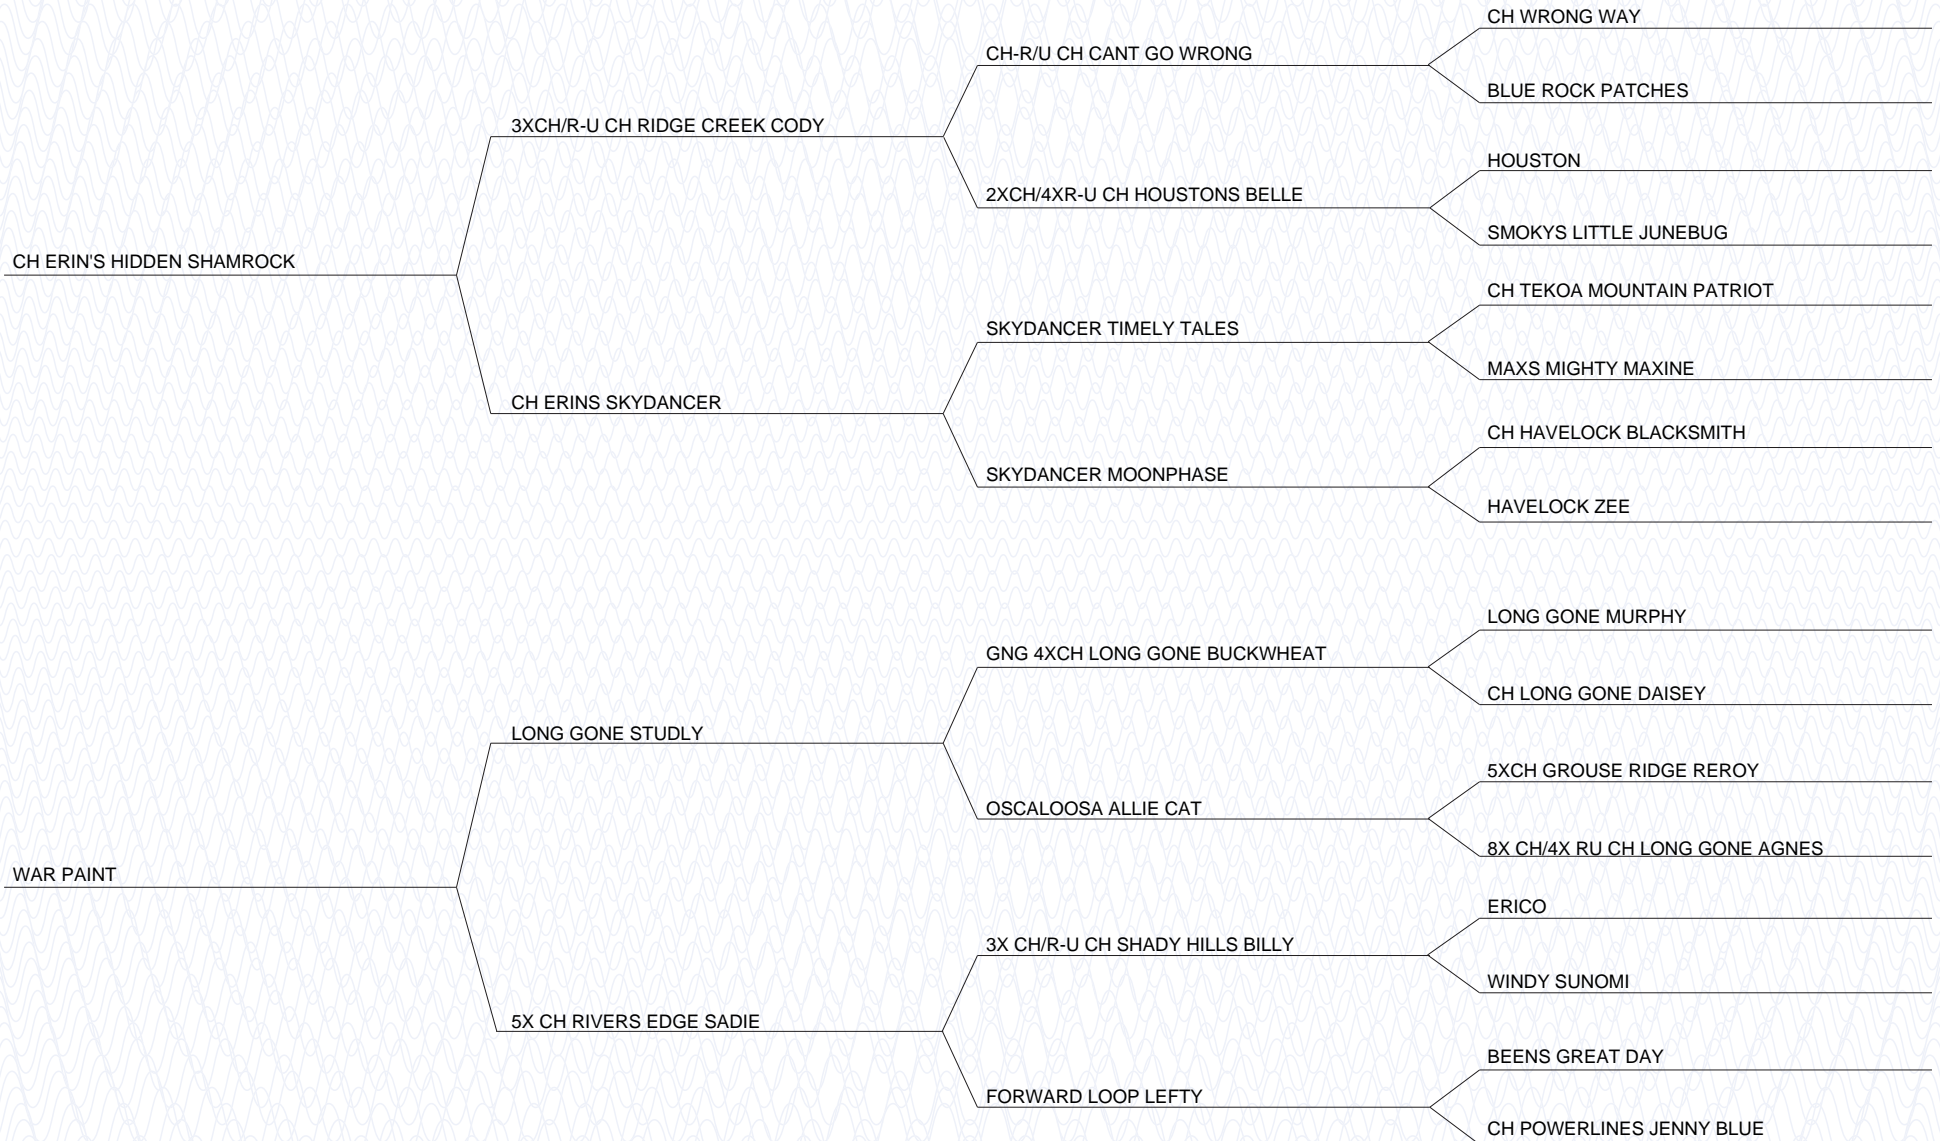 CH WRONG WAY
CH-R/U CH CANT GO WRONG
BLUE ROCK PATCHES
3XCH/R-U CH RIDGE CREEK CODY
HOUSTON
2XCH/4XR-U CH HOUSTONS BELLE
SMOKYS LITTLE JUNEBUG
CH ERIN'S HIDDEN SHAMROCK
CH TEKOA MOUNTAIN PATRIOT
SKYDANCER TIMELY TALES
MAXS MIGHTY MAXINE
CH ERINS SKYDANCER
CH HAVELOCK BLACKSMITH
SKYDANCER MOONPHASE
HAVELOCK ZEE
LONG GONE MURPHY
GNG 4XCH LONG GONE BUCKWHEAT
CH LONG GONE DAISEY
LONG GONE STUDLY
5XCH GROUSE RIDGE REROY
OSCALOOSA ALLIE CAT
8X CH/4X RU CH LONG GONE AGNES
WAR PAINT
ERICO
3X CH/R-U CH SHADY HILLS BILLY
WINDY SUNOMI
5X CH RIVERS EDGE SADIE
BEENS GREAT DAY
FORWARD LOOP LEFTY
CH POWERLINES JENNY BLUE